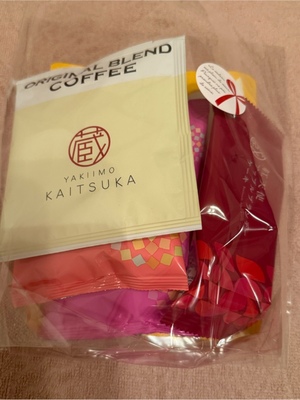 ORIGINAL BLEND
COFFEE
蔵
YAKIIMO
KAITSUKA